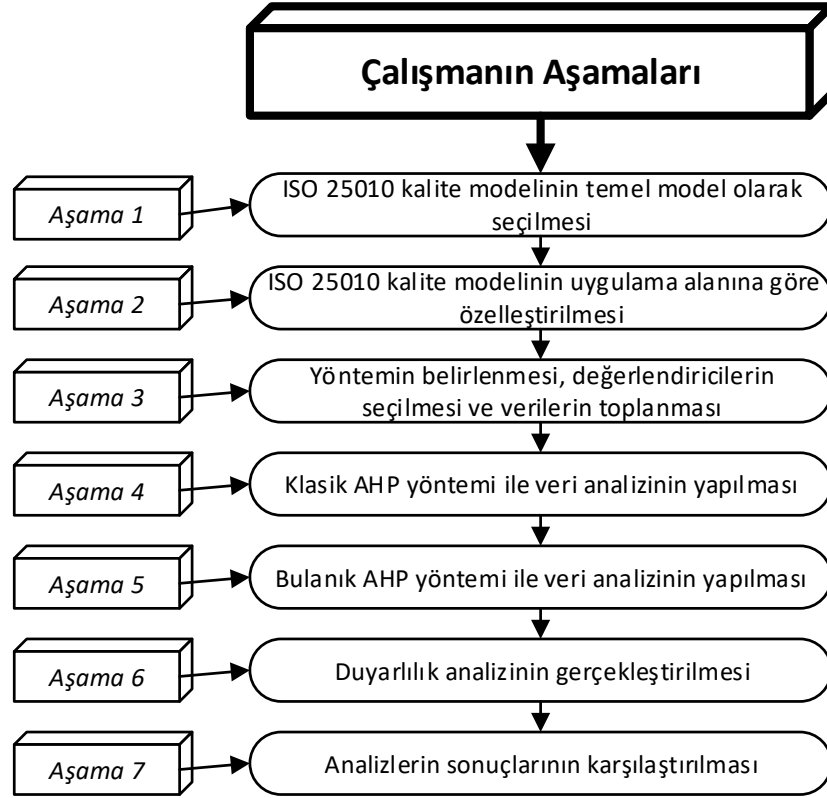 Çalışmanın Aşamaları
Aşama 1
ISO 25010 kalite modelinin temel model olarak
seçilmesi
Aşama 2
ISO 25010 kalite modelinin uygulama alanına göre
özelleştirilmesi
Aşama 3
Yöntemin belirlenmesi, değerlendiricilerin
seçilmesi ve verilerin toplanması
Aşama 4
Klasik AHP yöntemi ile veri analizinin yapılması
Aşama 5
Bulanık AHP yöntemi ile veri analizinin yapılması
Aşama 6
Duyarlılık analizinin gerçekleştirilmesi
Aşama 7
Analizlerin sonuçlarının karşılaştırılması